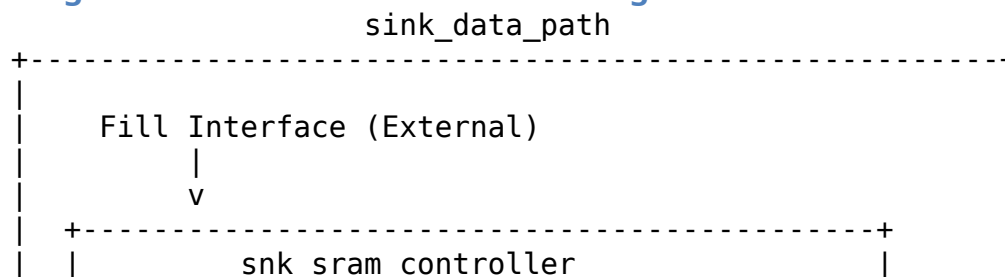 sink_data_path
+-------------------------------------------------------
|
|    Fill Interface (External)
|         |
|         v
|  +--------------------------------------------+
|  |         snk sram controller                 |